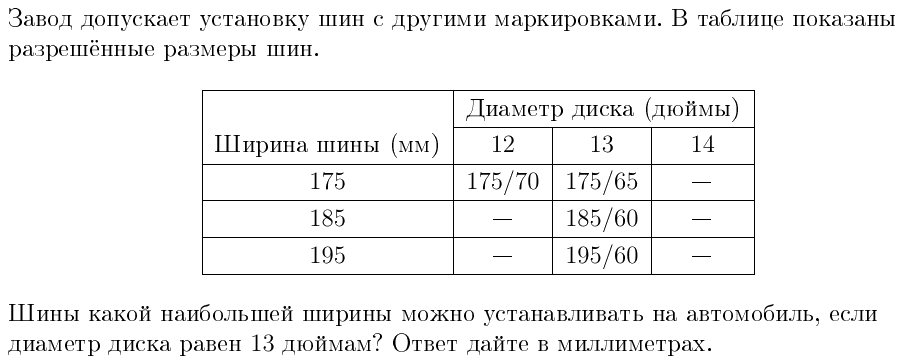 Завод допускает установку шин с другими маркировками. В таблице показаны
разрешённые размеры шин.
Диаметр диска (дюймы)
Ширина шины (мм) 12 13 14
175 175/70 175/65 —
185 — 185/60 —
195 — 195/60 —
Шины какой наибольшей ширины можно устанавливать на автомобиль, если
диаметр диска равен 13 дюймам? Ответ дайте в миллиметрах.